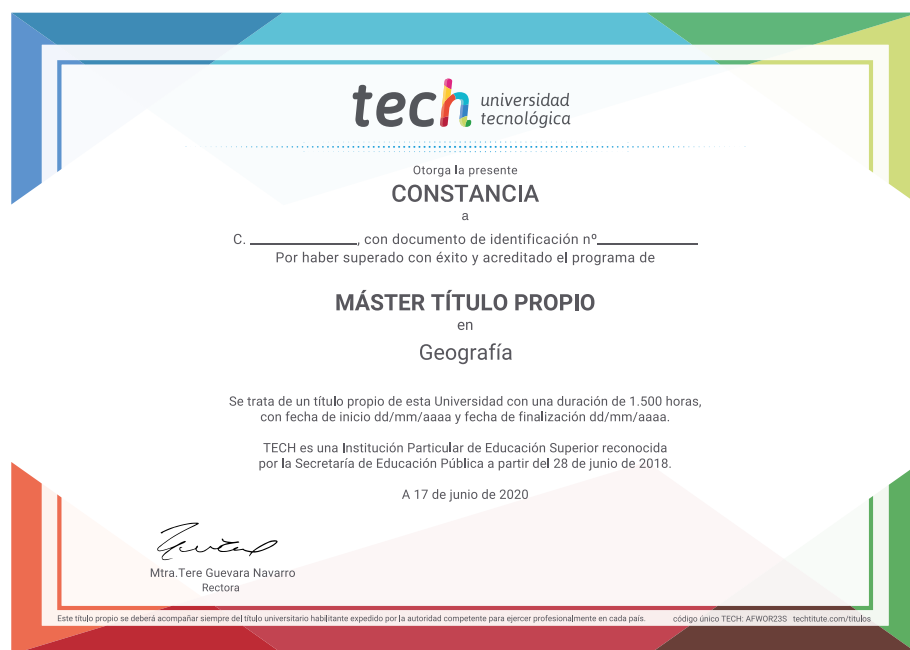 tech universidad
tecnológica
Otorga la presente
CONSTANCIA
a
C. ____________, con documento de identificación nº____________
Por haber superado con éxito y acreditado el programa de
MÁSTER TÍTULO PROPIO
en
Geografía
Se trata de un título propio de esta Universidad con una duración de 1.500 horas,
con fecha de inicio dd/mm/aaaa y fecha de finalización dd/mm/aaaa.
TECH es una Institución Particular de Educación Superior reconocida
por la Secretaría de Educación Pública a partir del 28 de junio de 2018.
A 17 de junio de 2020
Mtra.Tere Guevara Navarro
Rectora
Este título propio se deberá acompañar siempre del título universitario habilitante expedido por la autoridad competente para ejercer profesionalmente en cada país. código único TECH: AFWOR23S techtitute.com/titulos